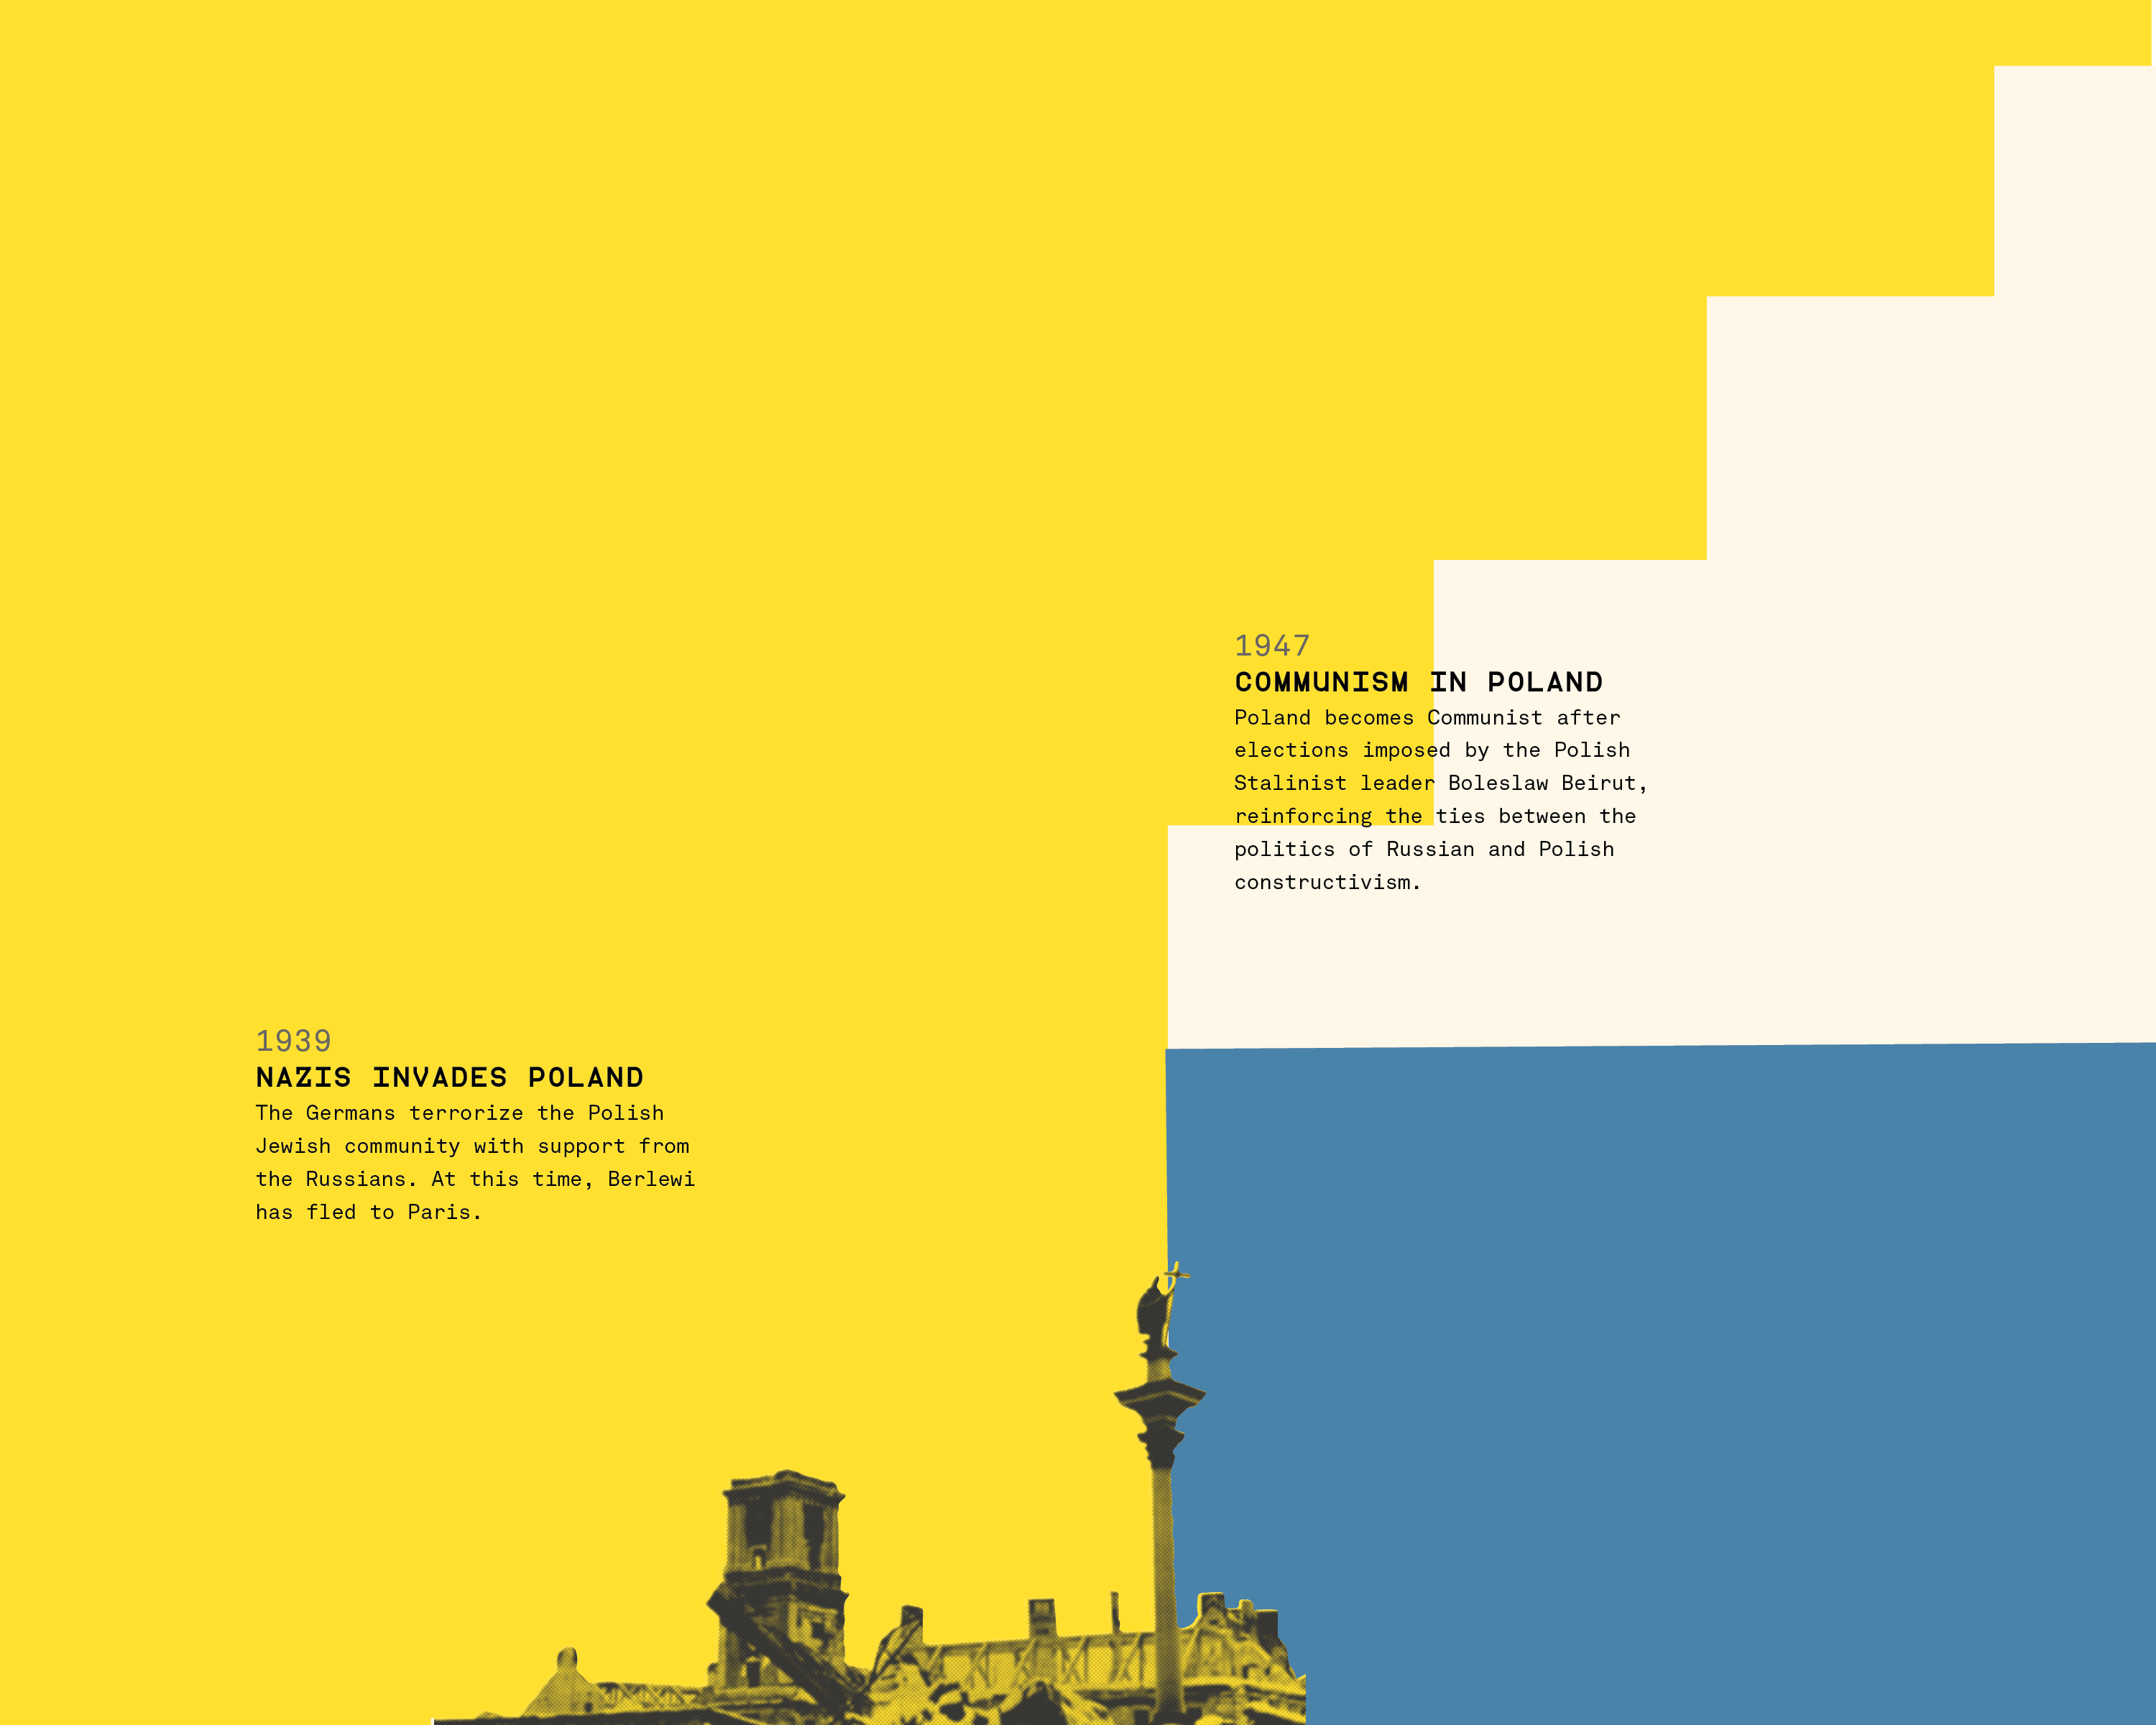 1947
COMMUNISM IN POLAND
Poland becomes Communist after
elections imposed by the Polish
Stalinist leader Boleslaw Beirut,
reinforcing the ties between the
politics of Russian and Polish
constructivism.
1939
NAZIS INVADES POLAND
The Germans terrorize the Polish
Jewish community with support from
the Russians. At this time, Berlewi
has fled to Paris.